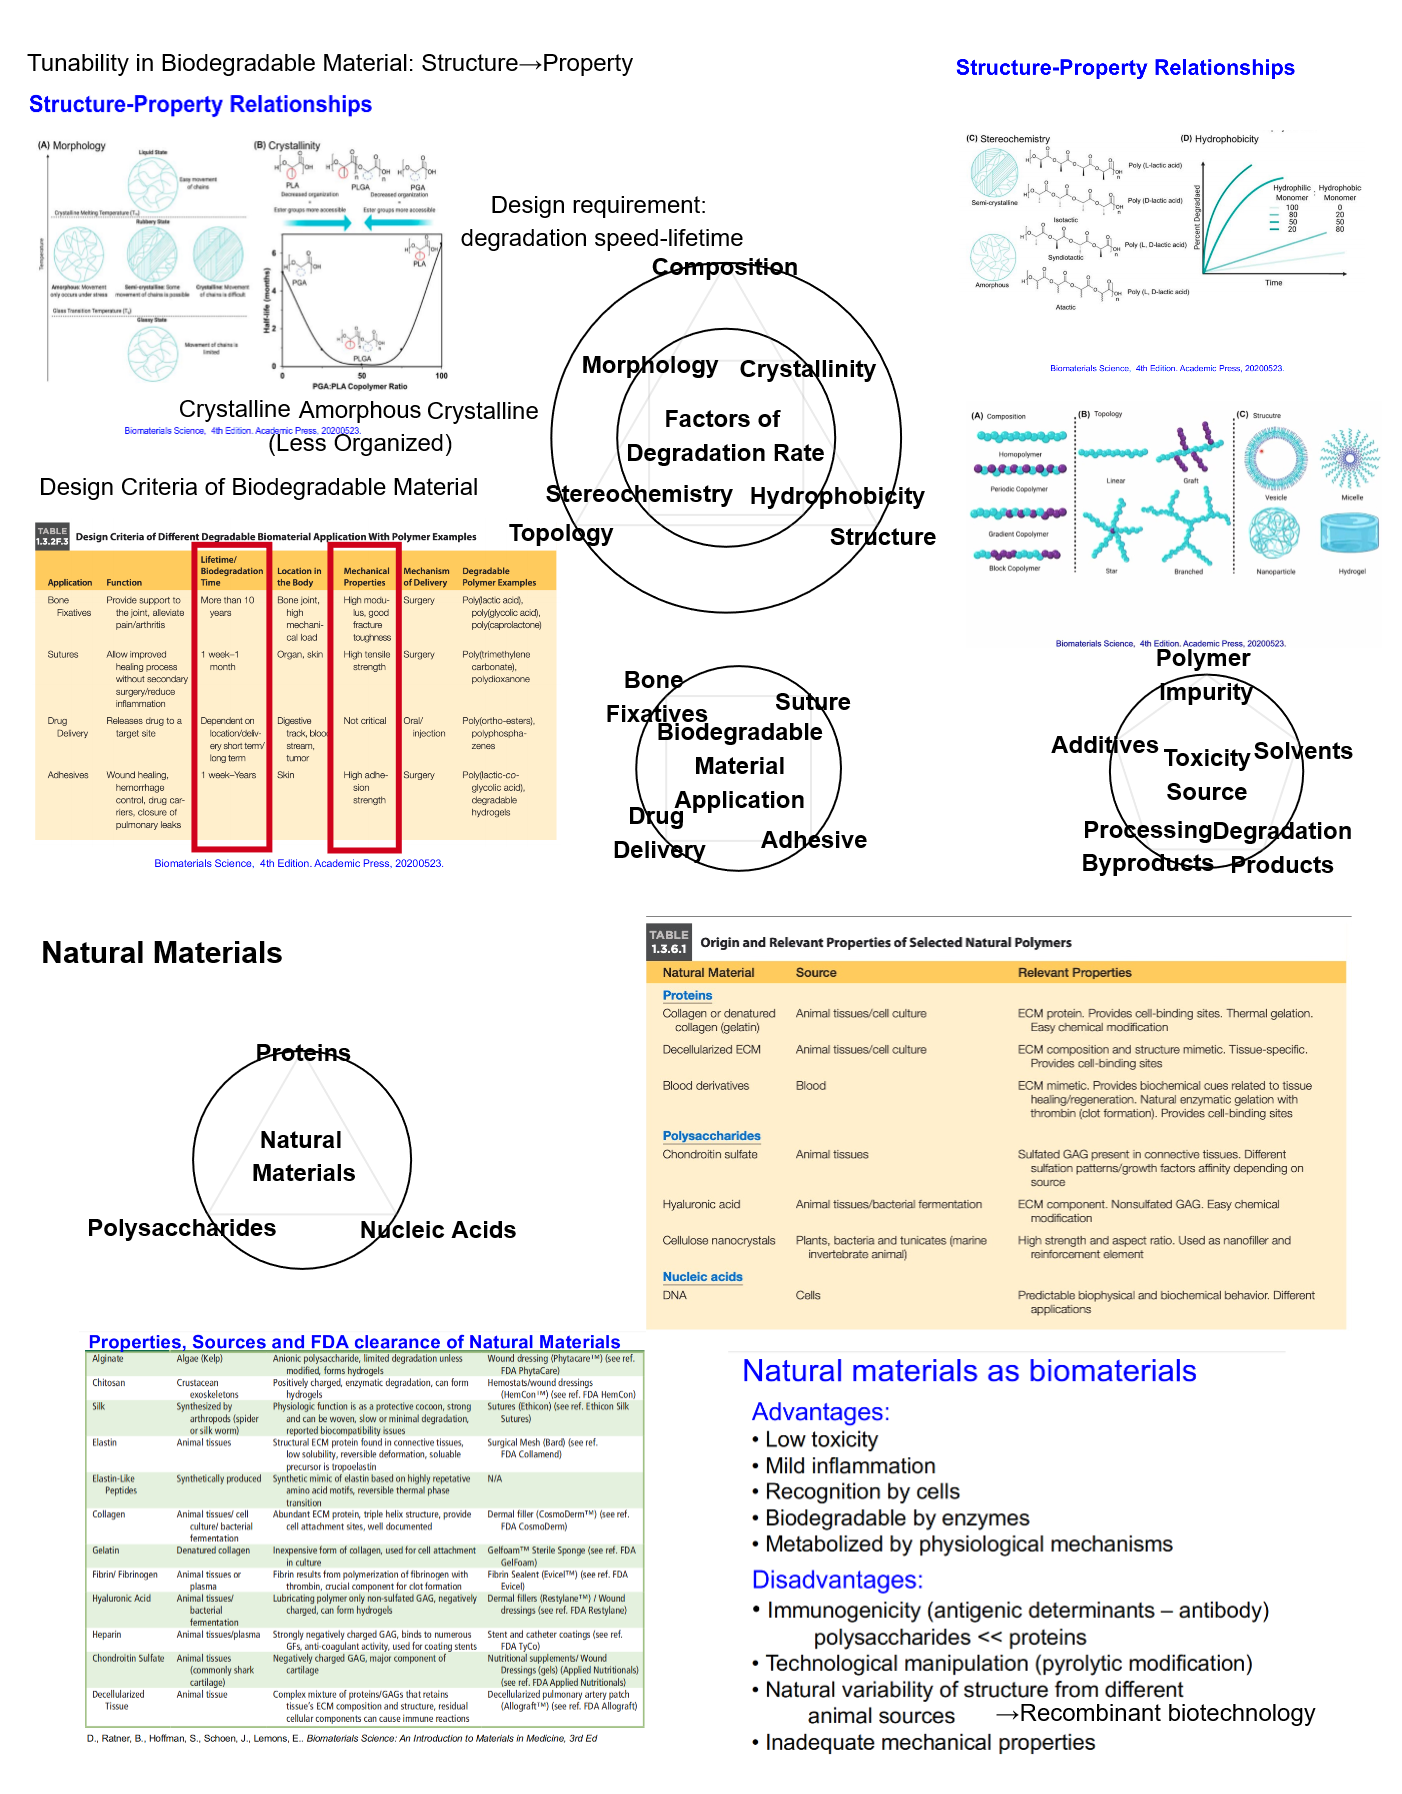 Tunability in Biodegradable Material: Structure→Property
Structure-Property Relationships
(A) Morphology
Liquid State
Easy movement
of chains
Crystalline Melting Temperature (Tm)
Rubbery State
Temperature
Amorphous: Movement
only occurs under stress
Semi-crystalline: Some
movement of chains is possible
Crystalline: Movement
of chains is difficult
Glass Transition Temperature (Tg)
Glassy State
Movement of chains is
limited
(B) Crystallinity
PLA
PLGA
PGA
Decreased organization
Decreased organization
Ester groups more accessible
Ester groups more accessible
Half-life (months)
6
4
2
0
PGA
PLA
PLGA
0
50
100
PGA:PLA Copolymer Ratio
Crystalline Amorphous Crystalline
(Less Organized)
Biomaterials Science, 4th Edition. Academic Press, 20200523.
Design requirement:
degradation speed-lifetime
Composition
Morphology
Crystallinity
Factors of
Degradation Rate
Stereochemistry
Hydrophobicity
Topology
Structure
Structure-Property Relationships
(C) Stereochemistry
Semi-crystalline
Amorphous
Poly (L-lactic acid)
Poly (D-lactic acid)
Isotactic
Poly (L, D-lactic acid)
Syndiotactic
Poly (L, D-lactic acid)
Atactic
(D) Hydrophobicity
Percent Degradaed
Time
Hydrophilic Monomer
Hydrophobic Monomer
100 0
80 20
50 50
20 80
Biomaterials Science, 4th Edition. Academic Press, 20200523.
(A) Composition
Homopolymer
Periodic Copolymer
Gradient Copolymer
Block Copolymer
(B) Topology
Linear
Graft
Star
Branched
(C) Strucutre
Vesicle
Micelle
Nanoparticle
Hydrogel
Biomaterials Science, 4th Edition. Academic Press, 20200523.
Design Criteria of Biodegradable Material
TABLE
1.3.2F.3
Design Criteria of Different Degradable Biomaterial Application With Polymer Examples
Application
Function
Lifetime/
Biodegradation
Time
Location in
the Body
Mechanical
Properties
Mechanism
of Delivery
Degradable
Polymer Examples
Bone
Fixatives
Provide support to
the joint, alleviate
pain/arthritis
More than 10
years
Bone joint,
high
mechani-
cal load
High modu-
lus, good
fracture
toughness
Surgery
Poly(lactic acid),
poly(glycolic acid),
poly(caprolactone)
Sutures
Allow improved
healing process
without secondary
surgery/reduce
inflammation
1 week–1
month
Organ, skin
High tensile
strength
Surgery
Poly(trimethylene
carbonate),
polydioxanone
Drug
Delivery
Releases drug to a
target site
Dependent on
location/deliv-
ery short term/
long term
Digestive
track, blood
stream,
tumor
Not critical
Oral/
injection
Poly(ortho-esters),
polyphospha-
zenes
Adhesives
Wound healing,
hemorrhage
control, drug car-
riers, closure of
pulmonary leaks
1 week–Years
Skin
High adhe-
sion
strength
Surgery
Poly(lactic-co-
glycolic acid),
degradable
hydrogels
Biomaterials Science, 4th Edition. Academic Press, 20200523.
Bone
Fixatives
Suture
Biodegradable
Material
Application
Drug
Delivery
Adhesive
Polymer
Impurity
Additives
Solvents
Toxicity
Source
Processing
Byproducts
Degradation
Products
Natural Materials
Proteins
Natural
Materials
Polysaccharides
Nucleic Acids
TABLE
1.3.6.1
Origin and Relevant Properties of Selected Natural Polymers
Natural Material
Source
Relevant Properties
Proteins
Collagen or denatured
collagen (gelatin)
Animal tissues/cell culture
ECM protein. Provides cell-binding sites. Thermal gelation.
Easy chemical modification
Decellularized ECM
Animal tissues/cell culture
ECM composition and structure mimetic. Tissue-specific.
Provides cell-binding sites
Blood derivatives
Blood
ECM mimetic. Provides biochemical cues related to tissue
healing/regeneration. Natural enzymatic gelation with
thrombin (clot formation). Provides cell-binding sites
Polysaccharides
Chondroitin sulfate
Animal tissues
Sulfated GAG present in connective tissues. Different
sulfation patterns/growth factors affinity depending on
source
Hyaluronic acid
Animal tissues/bacterial fermentation
ECM component. Nonsulfated GAG. Easy chemical
modification
Cellulose nanocrystals
Plants, bacteria and tunicates (marine
invertebrate animal)
High strength and aspect ratio. Used as nanofiller and
reinforcement element
Nucleic acids
DNA
Cells
Predictable biophysical and biochemical behavior. Different
applications
Properties, Sources and FDA clearance of Natural Materials
Alginate
Algae (Kelp)
Anionic polysaccharide, limited degradation unless
modified, forms hydrogels
Wound dressing (Phytacare™) (see ref.
FDA PhytaCare)
Chitosan
Crustacean
exoskeletons
Positively charged, enzymatic degradation, can form
hydrogels
Hemostats/wound dressings
(HemCon™) (see ref. FDA HemCon)
Silk
Synthesized by
arthropods (spider
or silk worm)
Physiologic function is as a protective cocoon, strong
and can be woven, slow or minimal degradation,
reported biocompatibility issues
Sutures (Ethicon) (see ref. Ethicon Silk
Sutures)
Elastin
Animal tissues
Structural ECM protein found in connective tissues,
low solubility, reversible deformation, soluable
precursor is tropoelastin
Surgical Mesh (Bard) (see ref.
FDA Collamend)
Elastin-Like
Peptides
Synthetically produced
Synthetic mimic of elastin based on highly repetative
amino acid motifs, reversible thermal phase
transition
N/A
Collagen
Animal tissues/ cell
culture/ bacterial
fermentation
Abundant ECM protein, triple helix structure, provide
cell attachment sites, well documented
Dermal filler (CosmoDerm™) (see ref.
FDA CosmoDerm)
Gelatin
Denatured collagen
Inexpensive form of collagen, used for cell attachment
in culture
Gelfoam™ Sterile Sponge (see ref. FDA
GelFoam)
Fibrin/ Fibrinogen
Animal tissues or
plasma
Fibrin results from polymerization of fibrinogen with
thrombin, crucial component for clot formation
Fibrin Sealent (Evicel™) (see ref. FDA
Evicel)
Hyaluronic Acid
Animal tissues/
bacterial
fermentation
Lubricating polymer only non-sulfated GAG, negatively
charged, can form hydrogels
Dermal fillers (Restylane™) / Wound
dressings (see ref. FDA Restylane)
Heparin
Animal tissues/plasma
Strongly negatively charged GAG, binds to numerous
GFs, anti-coagulant activity, used for coating stents
Stent and catheter coatings (see ref.
FDA TyCo)
Chondroitin Sulfate
Animal tissues
(commonly shark
cartilage)
Negatively charged GAG, major component of
cartilage
Nutritional supplements/ Wound
Dressings (gels) (Applied Nutritionals)
(see ref. FDA Applied Nutritionals)
Decellularized
Tissue
Animal tissue
Complex mixture of proteins/GAGs that retains
tissue's ECM composition and structure, residual
cellular components can cause immune reactions
Decellularized pulmonary artery patch
(Allograft™) (see ref. FDA Allograft)
D., Ratner, B., Hoffman, S., Schoen, J., Lemons, E.. Biomaterials Science: An Introduction to Materials in Medicine, 3rd Ed
Natural materials as biomaterials
Advantages:
• Low toxicity
• Mild inflammation
• Recognition by cells
• Biodegradable by enzymes
• Metabolized by physiological mechanisms
Disadvantages:
• Immunogenicity (antigenic determinants – antibody)
polysaccharides << proteins
• Technological manipulation (pyrolytic modification)
• Natural variability of structure from different
animal sources →Recombinant biotechnology
• Inadequate mechanical properties